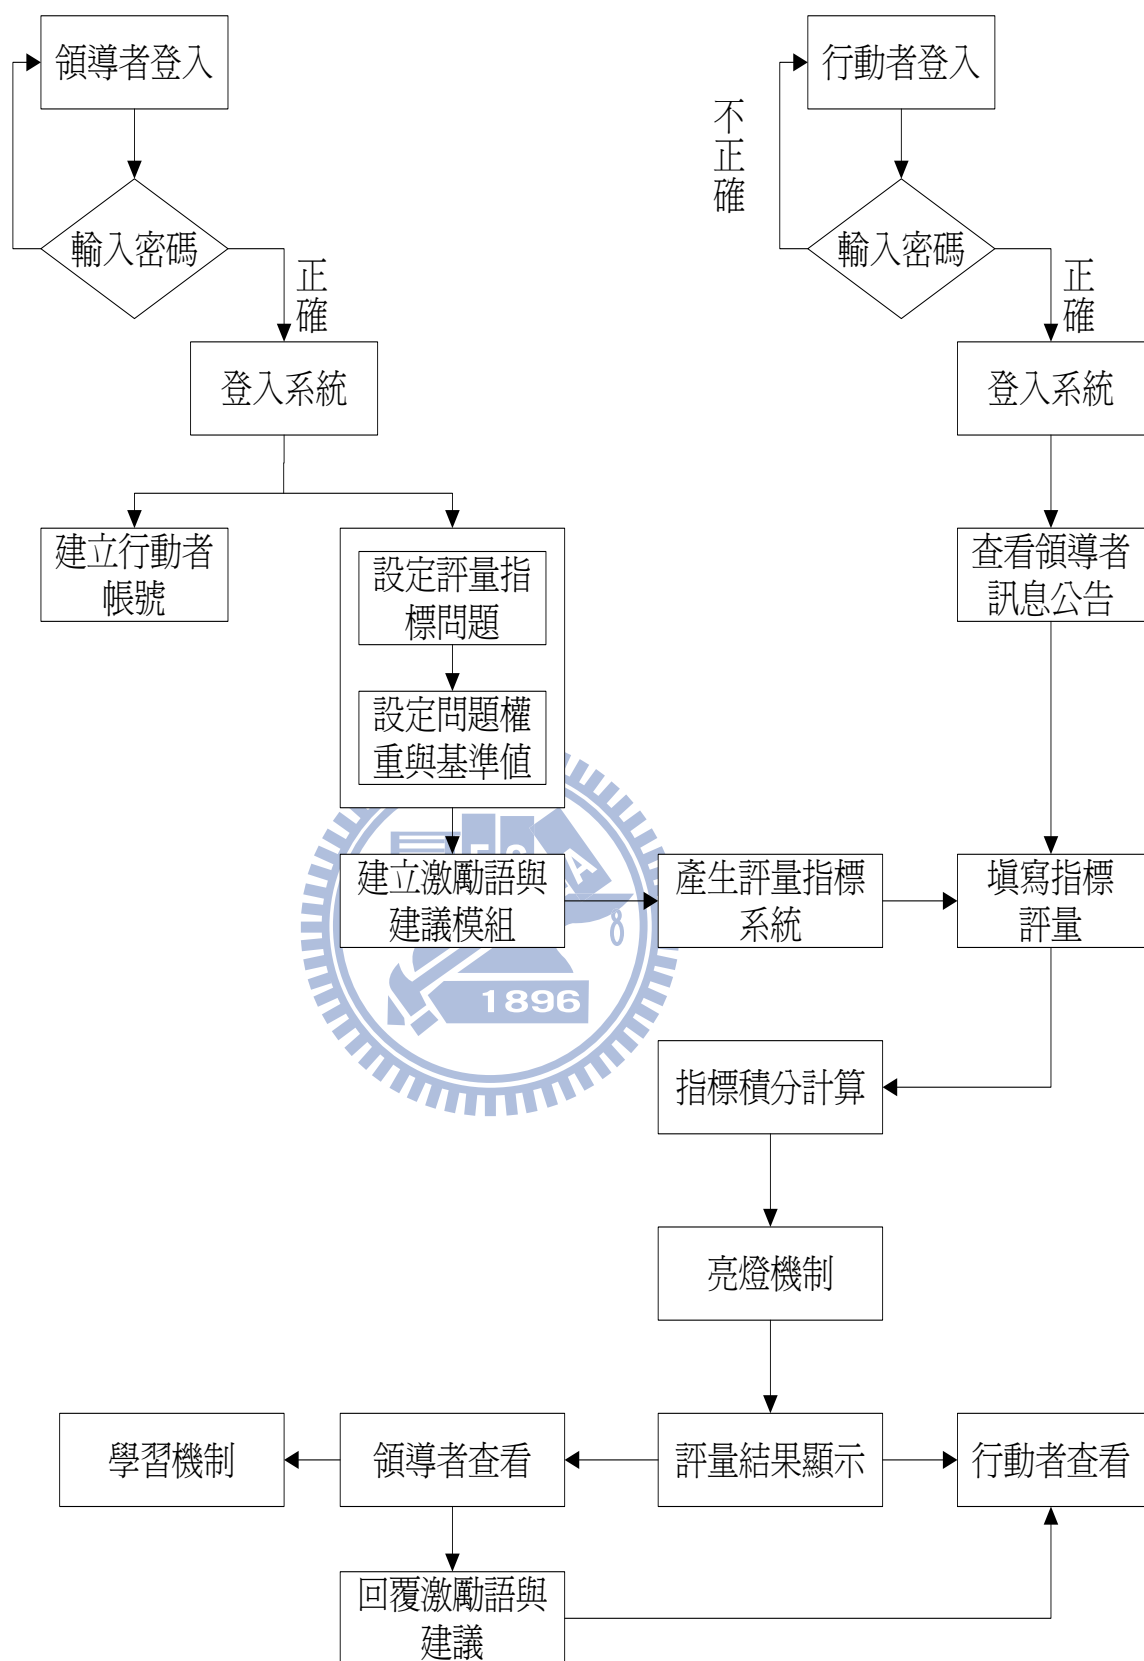 領導者登入
行動者登入
不正確
輸入密碼
輸入密碼
正確
正確
登入系統
登入系統
建立行動者
帳號
設定評量指
標問題
查看領導者
訊息公告
設定問題權
重與基準值
建立激勵語與
建議模組
產生評量指標
系統
填寫指標
評量
1896
指標積分計算
亮燈機制
學習機制
領導者查看
評量結果顯示
行動者查看
回覆激勵語與
建議